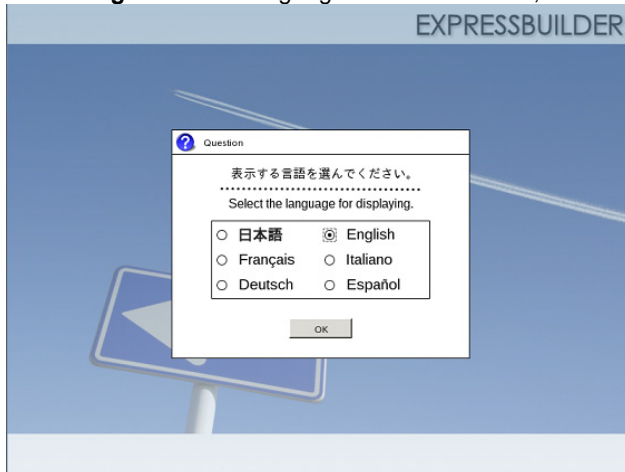 EXPRESSBUILDER
Question
表示する言語を選んでください。
Select the language for displaying.
日本語 English
Français Italiano
Deutsch Español
OK